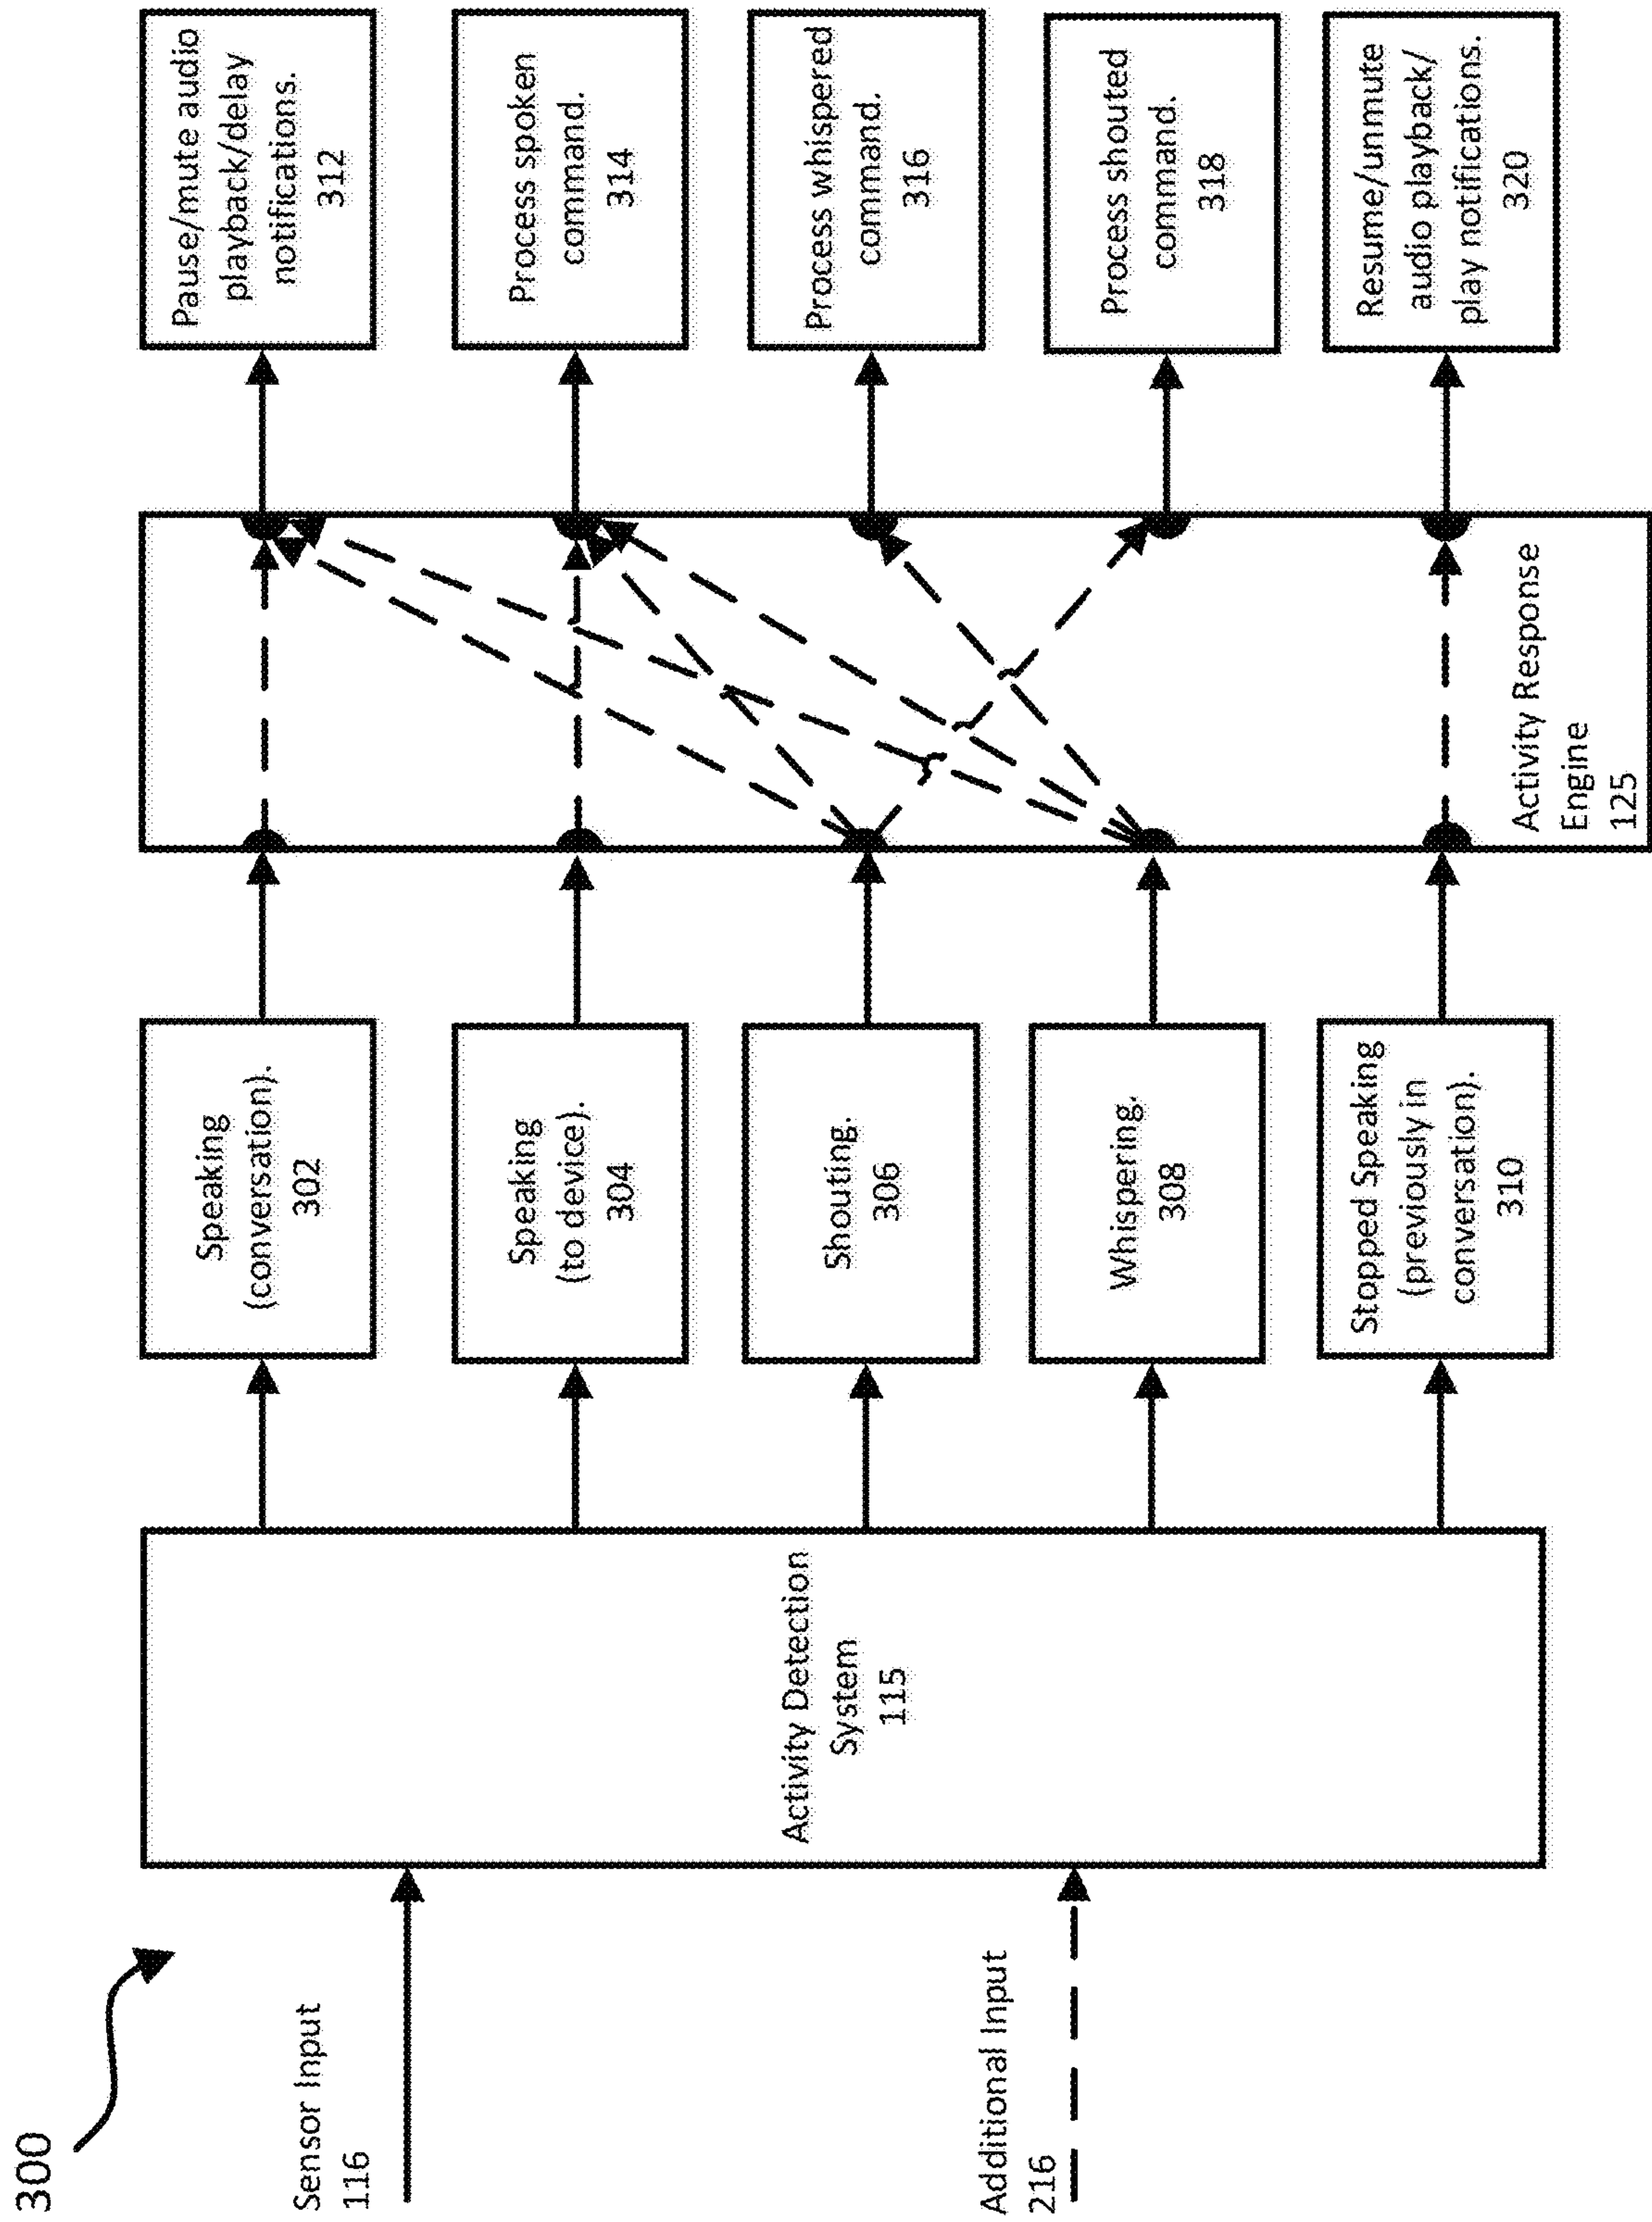 300
Sensor Input
116
Additional Input
216
Activity Detection
System
115
Speaking
(conversation).
302
Speaking
(to device).
304
Shouting.
306
Whispering.
308
Stopped Speaking
(previously in
conversation).
310
Activity Response
Engine
125
Pause/mute audio
playback/delay
notifications.
312
Process spoken
command.
314
Process whispered
command.
316
Process shouted
command.
318
Resume/unmute
audio playback/
play notifications.
320